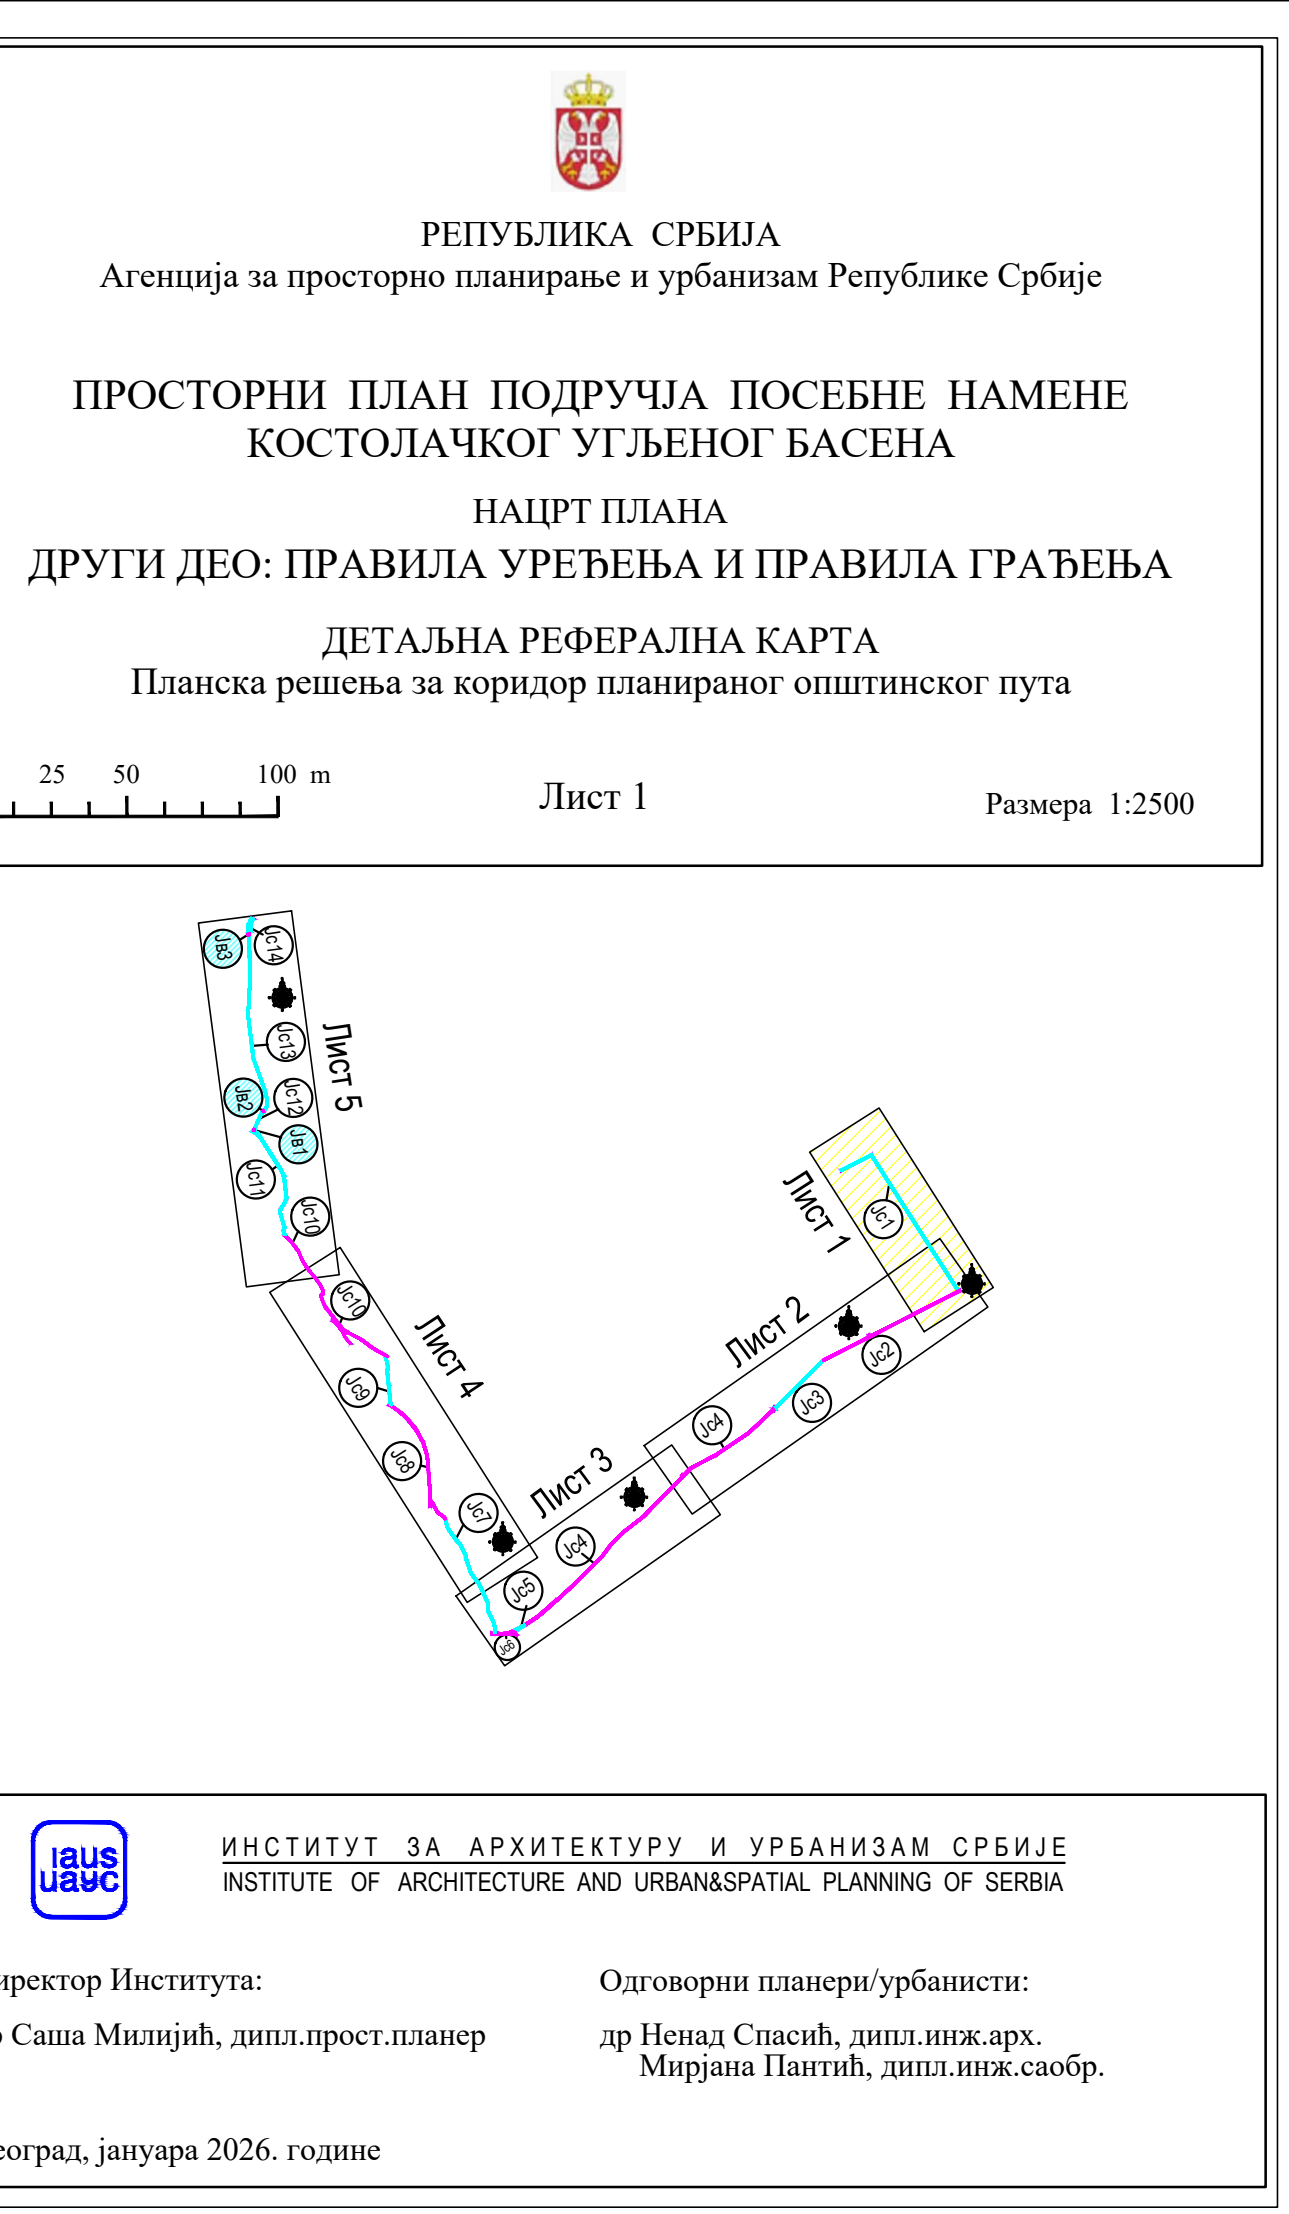 РЕПУБЛИКА СРБИЈА
Агенција за просторно планирање и урбанизам Републике Србије
ПРОСТОРНИ ПЛАН ПОДРУЧЈА ПОСЕБНЕ НАМЕНЕ
КОСТОЛАЧКОГ УГЉЕНОГ БАСЕНА
НАЦРТ ПЛАНА
ДРУГИ ДЕО: ПРАВИЛА УРЕЂЕЊА И ПРАВИЛА ГРАЂЕЊА
ДЕТАЉНА РЕФЕРАЛНА КАРТА
Планска решења за коридор планираног општинског пута
25 50 100 m
Лист 1
Размера 1:2500
Јв3
Јс14
Јс13
Лист 5
Јв2
Јс12
Јв1
Јс11
Јс10
Лист 1
Јс1
Јс10
Лист 4
Лист 2
Јс2
Јс9
Јс3
Јс4
Јс8
Лист 3
Јс7
Јс4
Јс5
Јс6
IAUS
ИАУС
ИНСТИТУТ ЗА АРХИТЕКТУРУ И УРБАНИЗАМ СРБИЈЕ
INSTITUTE OF ARCHITECTURE AND URBAN&SPATIAL PLANNING OF SERBIA
иректор Института:
р Саша Милијић, дипл.прост.планер
Одговорни планери/урбанисти:
др Ненад Спасић, дипл.инж.арх.
Мирјана Пантић, дипл.инж.саобр.
еоград, јануара 2026. године